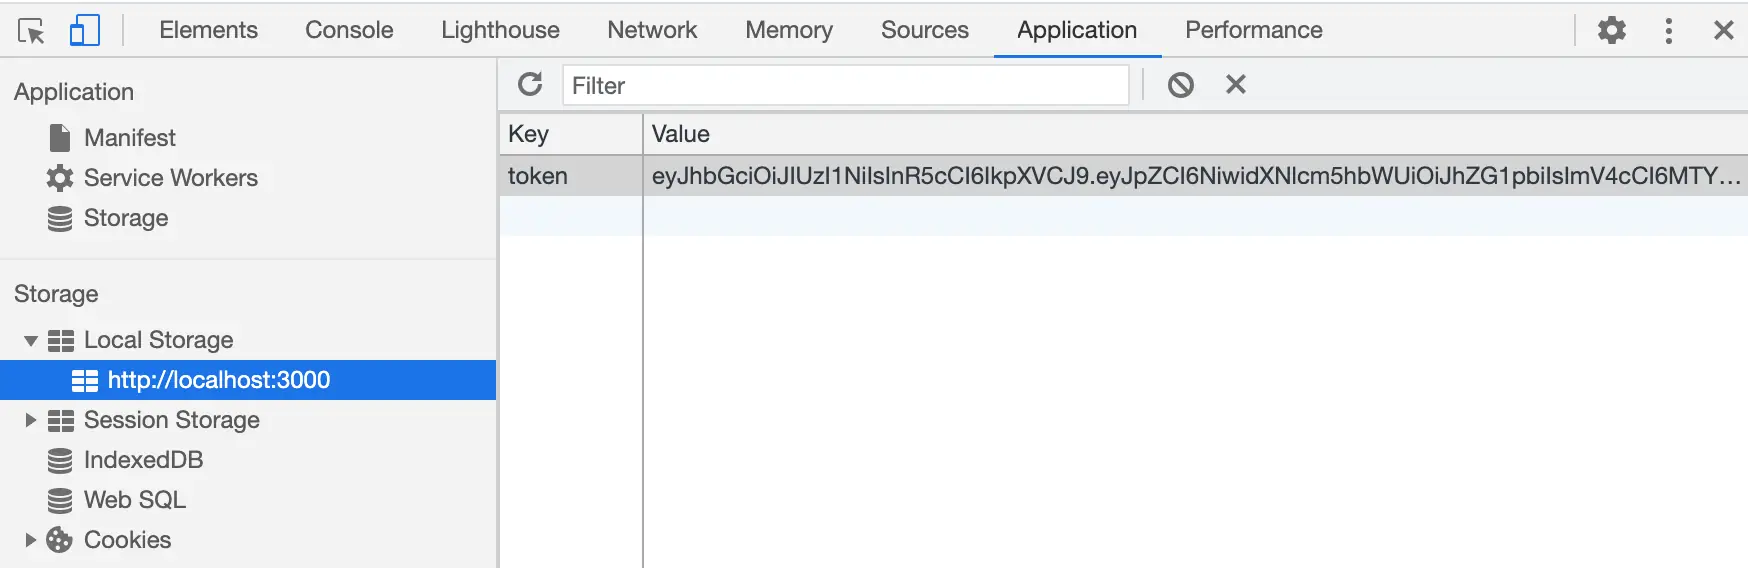 Elements Console Lighthouse Network Memory Sources Application Performance
Application
Manifest
Service Workers
Storage
Storage
Local Storage
http://localhost:3000
Session Storage
IndexedDB
Web SQL
Cookies
Filter
Key Value
token eyJhbGciOiJIUzI1NiIsInR5cCI6IkpXVCJ9.eyJpZCI6NiwidXNlcm5hbWUiOiJhZG1pbiIsImV4cCI6MTY…